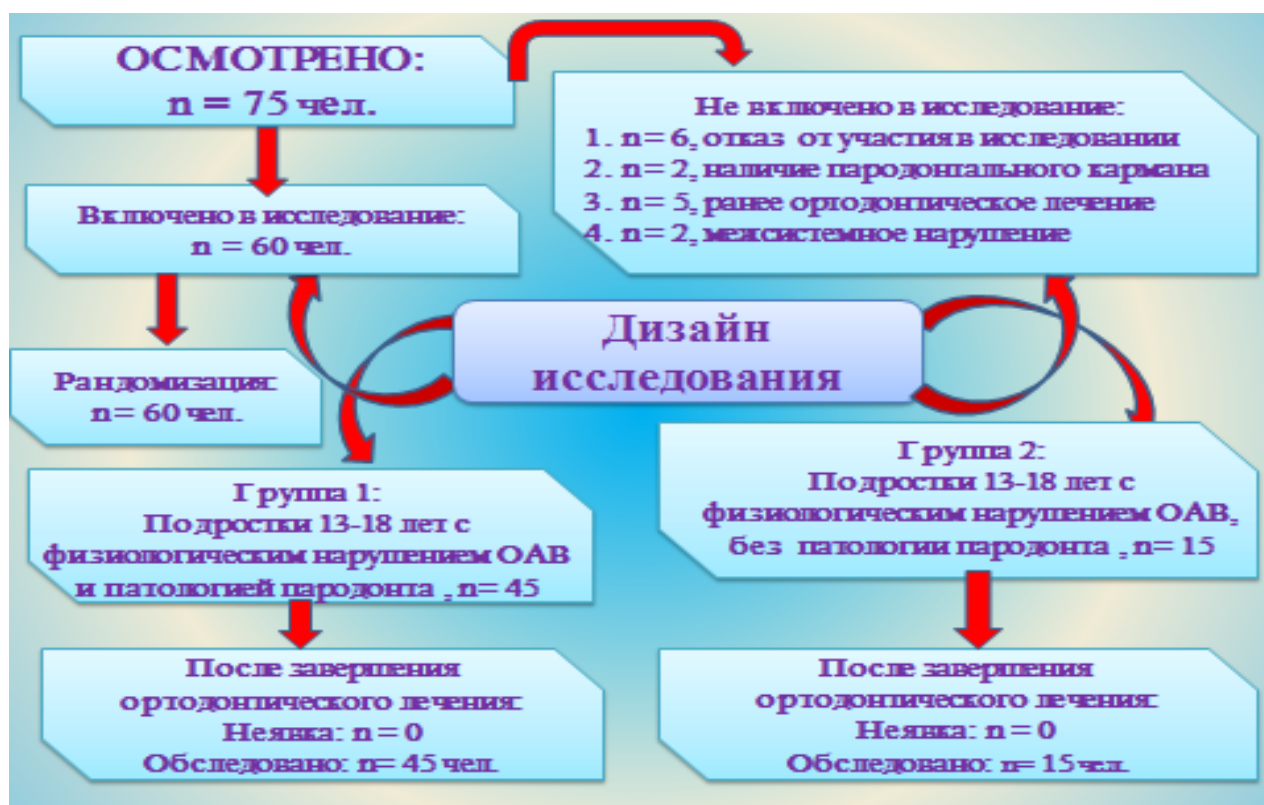 ОСМОТРЕНО:
n = 75 чел.
Не включено в исследование:
1. n= 6, отказ от участия в исследовании
2. n= 2, наличие пародонтального кармана
3. n= 5, ранее ортодонтическое лечение
4. n= 2, межсистемное нарушение
Включено в исследование:
n = 60 чел.
Дизайн
исследования
Рандомизация:
n= 60 чел.
Группа 1:
Подростки 13-18 лет с
физиологическим нарушением ОАВ
и патологией пародонта , n= 45
Группа 2:
Подростки 13-18 лет с
физиологическим нарушением ОАВ,
без патологии пародонта , n= 15
После завершения
ортодонтического лечения:
Неявка: n = 0
Обследовано: n= 45 чел.
После завершения
ортодонтического лечения:
Неявка: n = 0
Обследовано: n= 15 чел.